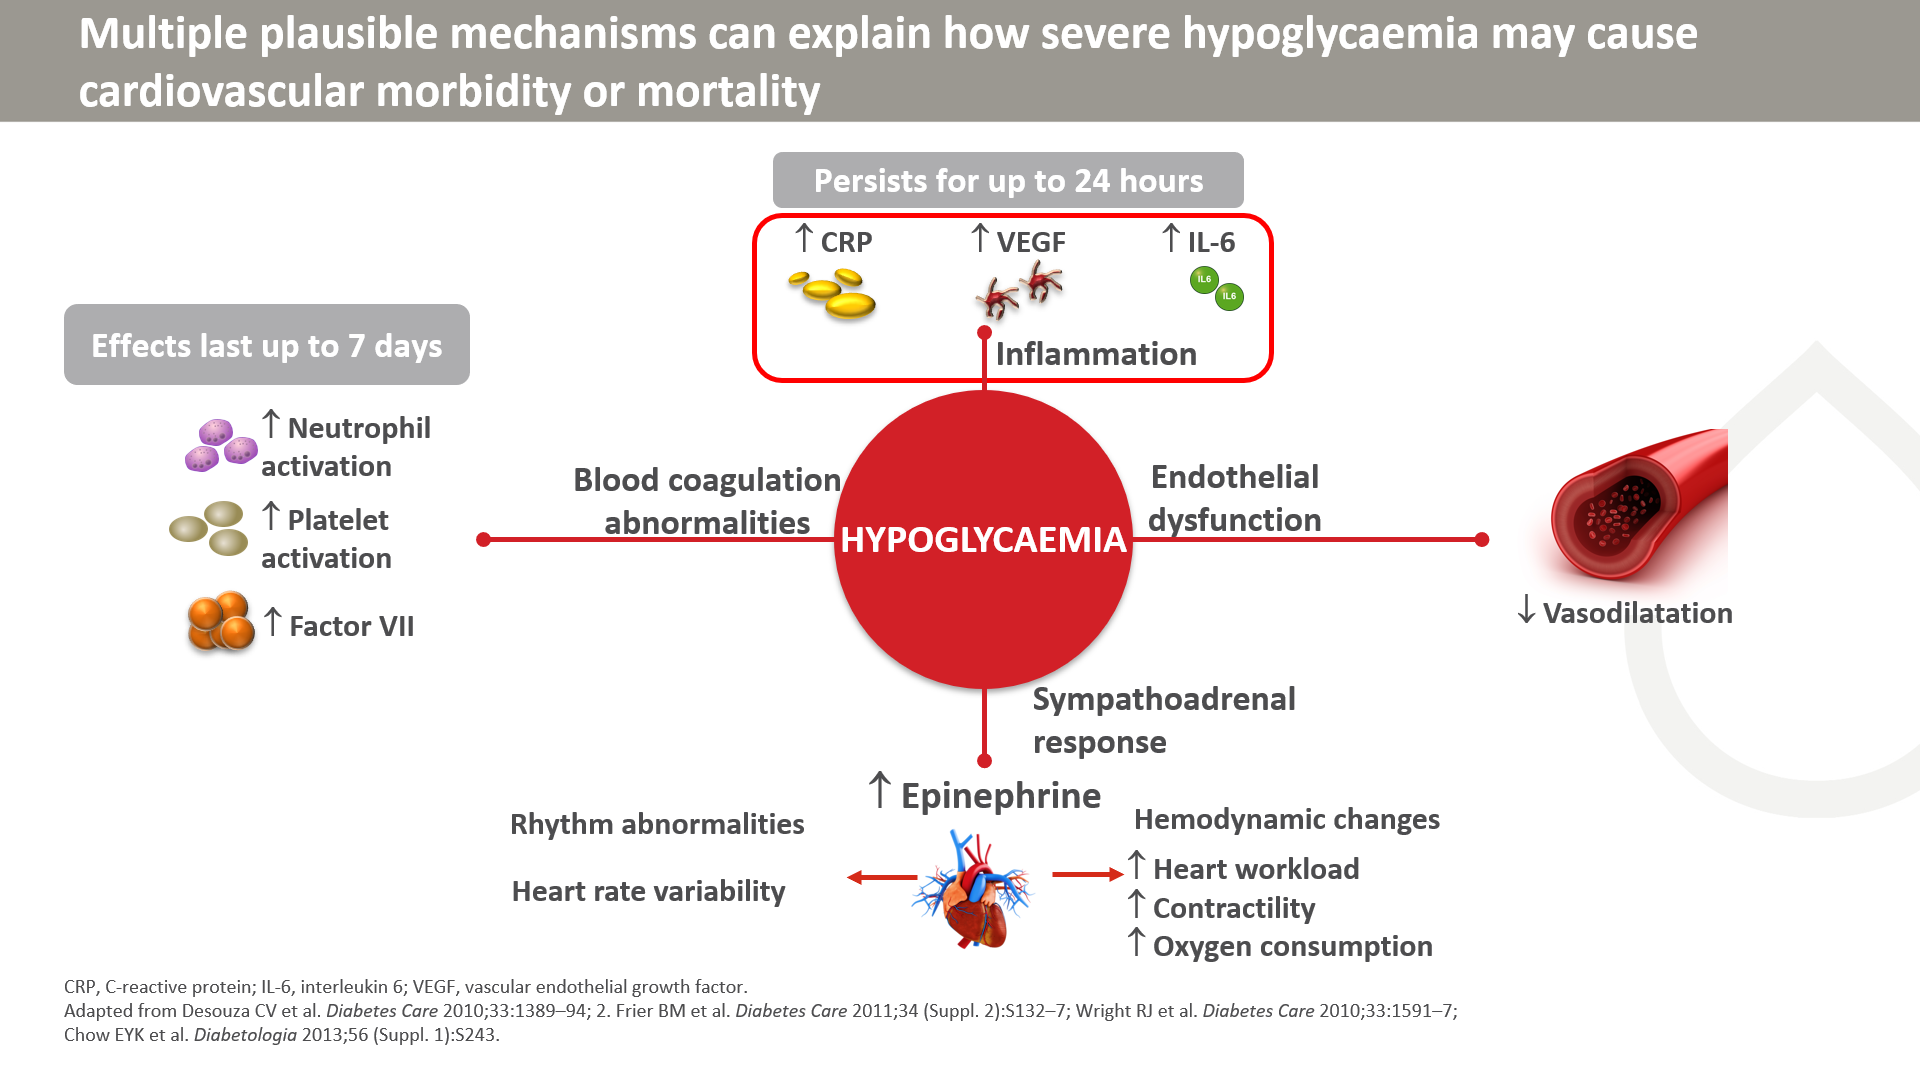 Multiple plausible mechanisms can explain how severe hypoglycaemia may cause
cardiovascular morbidity or mortality
Persists for up to 24 hours
↑ CRP
↑ VEGF
↑ IL-6
IL6
IL6
Inflammation
Effects last up to 7 days
↑ Neutrophil
activation
↑ Platelet
activation
↑ Factor VII
Blood coagulation
abnormalities
HYPOGLYCAEMIA
Endothelial
dysfunction
↓ Vasodilatation
Sympathoadrenal
response
↑ Epinephrine
Rhythm abnormalities
Heart rate variability
Hemodynamic changes
↑ Heart workload
↑ Contractility
↑ Oxygen consumption
CRP, C-reactive protein; IL-6, interleukin 6; VEGF, vascular endothelial growth factor.
Adapted from Desouza CV et al. Diabetes Care 2010;33:1389–94; 2. Frier BM et al. Diabetes Care 2011;34 (Suppl. 2):S132–7; Wright RJ et al. Diabetes Care 2010;33:1591–7;
Chow EYK et al. Diabetologia 2013;56 (Suppl. 1):S243.